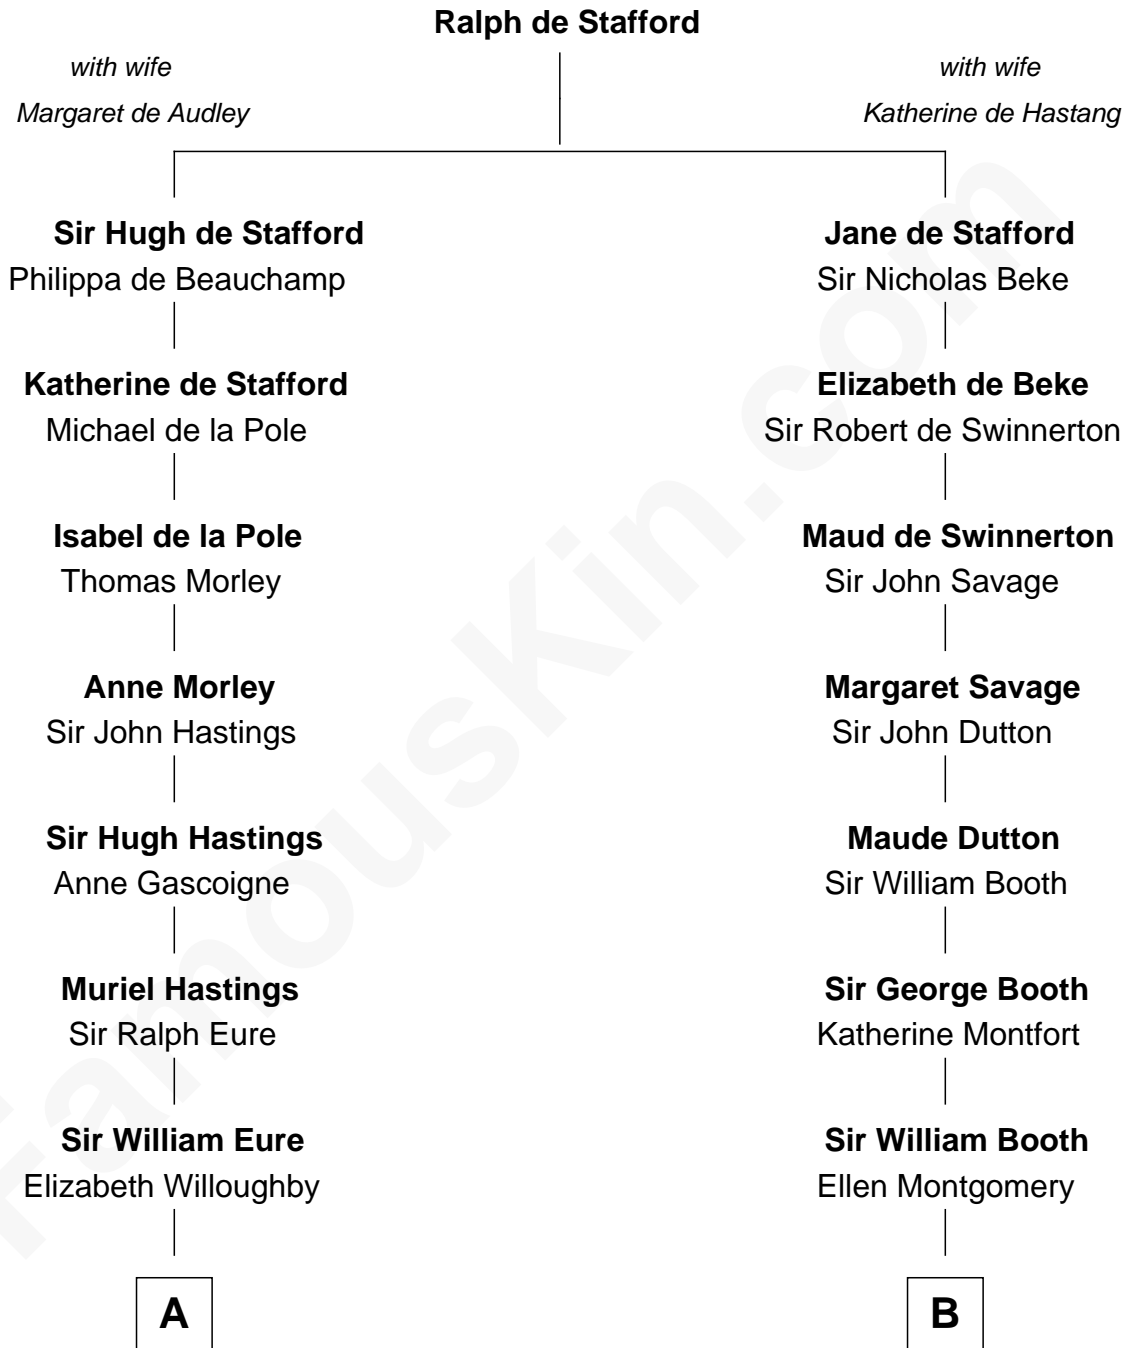 Ralph de Stafford
with wife
Margaret de Audley
with wife
Katherine de Hastang
Sir Hugh de Stafford
Philippa de Beauchamp
Jane de Stafford
Sir Nicholas Beke
Katherine de Stafford
Michael de la Pole
Elizabeth de Beke
Sir Robert de Swinnerton
Isabel de la Pole
Thomas Morley
Maud de Swinnerton
Sir John Savage
Anne Morley
Sir John Hastings
Margaret Savage
Sir John Dutton
Sir Hugh Hastings
Anne Gascoigne
Maude Dutton
Sir William Booth
Muriel Hastings
Sir Ralph Eure
Sir George Booth
Katherine Montfort
Sir William Eure
Elizabeth Willoughby
Sir William Booth
Ellen Montgomery
A
B
FamousKin.com